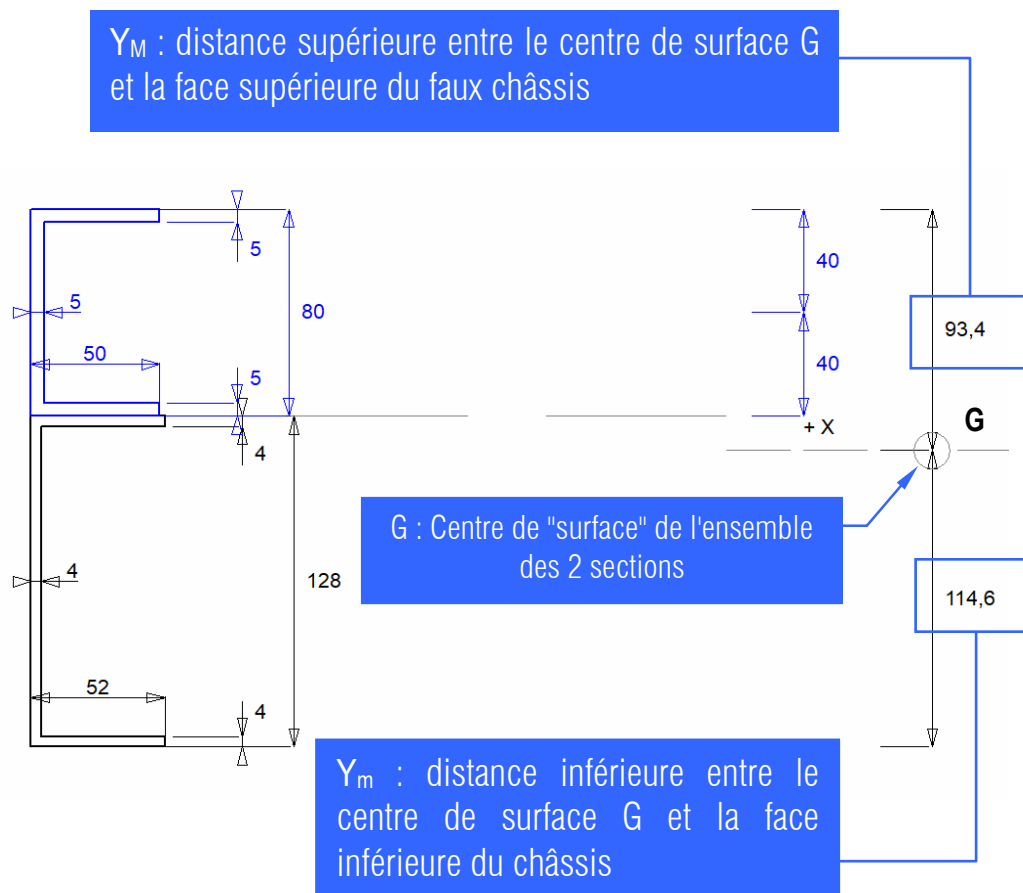 YM : distance supérieure entre le centre de surface G
et la face supérieure du faux châssis
5
5
80
50
5
40
40
93,4
+ X
G
4
G : Centre de "surface" de l'ensemble
des 2 sections
4
128
114,6
52
4
Ym : distance inférieure entre le
centre de surface G et la face
inférieure du châssis